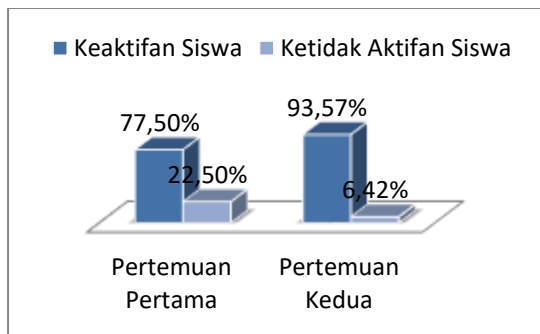 Keaktifan Siswa Ketidak Aktifan Siswa
77,50%
22,50%
93,57%
6,42%
Pertemuan
Pertama
Pertemuan
Kedua